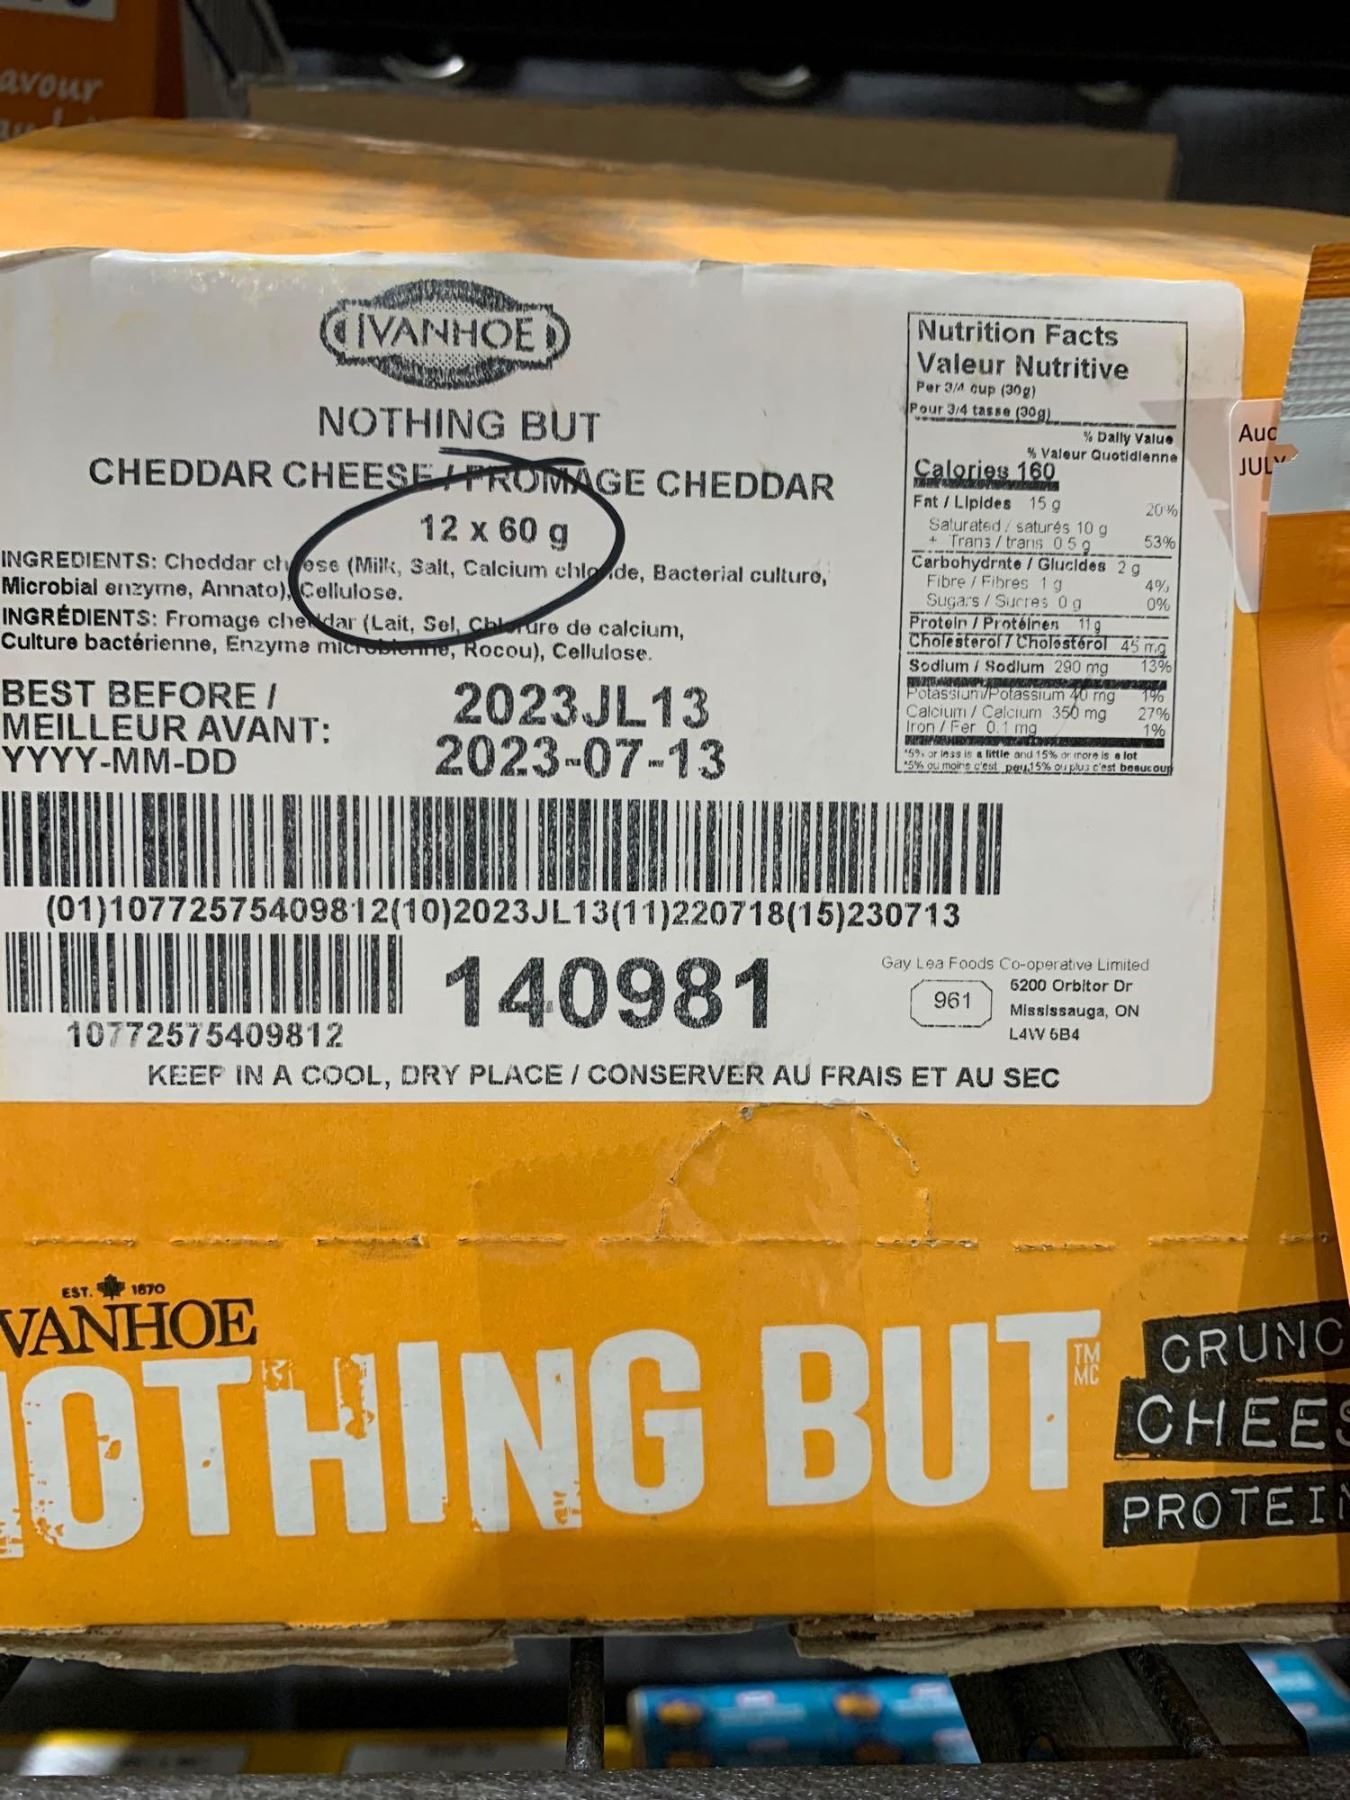 avour
IVANHOE
NOTHING BUT
CHEDDAR CHEESE / FROMAGE CHEDDAR
12 x 60 g
INGREDIENTS: Cheddar cheese (Milk, Salt, Calcium chloride, Bacterial culture,
Microbial enzyme, Annato), Cellulose.
INGRÉDIENTS: Fromage cheddar (Lait, Sel, Chlorure de calcium,
Culture bactérienne, Enzyme microbienne, Rocou), Cellulose.
BEST BEFORE /
MEILLEUR AVANT:
YYYY-MM-DD
2023JL13
2023-07-13
Nutrition Facts
Valeur Nutritive
Per 3/4 cup (30g)
Pour 3/4 tasse (30g)
% Daily Value
% Valeur Quotidienne
Calories 160
Fat / Lipides 15 g 20%
Saturated / saturés 10 g
+ Trans / trans 0.5 g 53%
Carbohydrate / Glucides 2 g
Fibre / Fibres 1 g 4%
Sugars / Sucres 0 g 0%
Protein / Protéines 11 g
Cholesterol / Cholestérol 45 mg
Sodium / Sodium 290 mg 13%
Potassium/Potassium 40 mg 1%
Calcium / Calcium 350 mg 27%
Iron / Fer 0.1 mg 1%
*5% or less is a little and 15% or more is a lot
*5% ou moins c'est peu,15% ou plus c'est beaucoup
JULY
(01)10772575409812(10)2023JL13(11)220718(15)230713
10772575409812
140981
Gay Lea Foods Co-operative Limited
961
5200 Orbitor Dr
Mississauga, ON
L4W 5B4
KEEP IN A COOL, DRY PLACE / CONSERVER AU FRAIS ET AU SEC
EST. 1870
VANHOE
NOTHING BUT
TM
MC
CRUNC
CHEES
PROTEIN